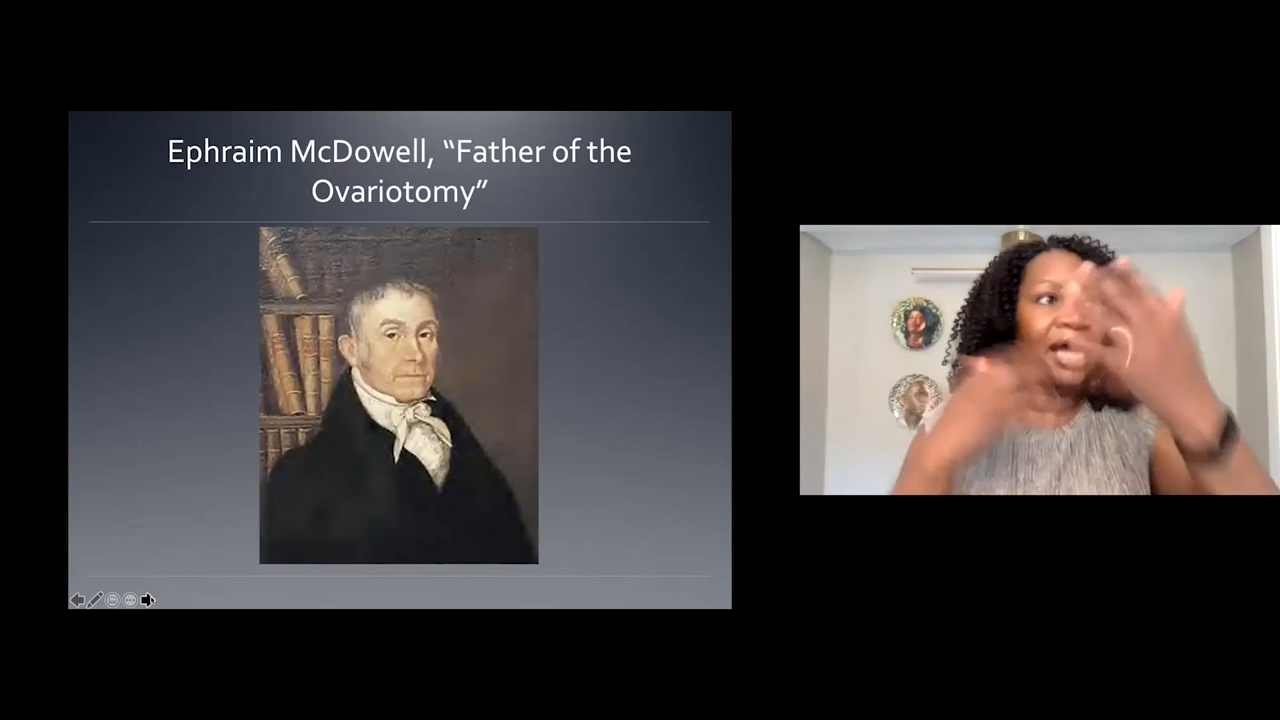 Ephraim McDowell, “Father of the
Ovariotomy”